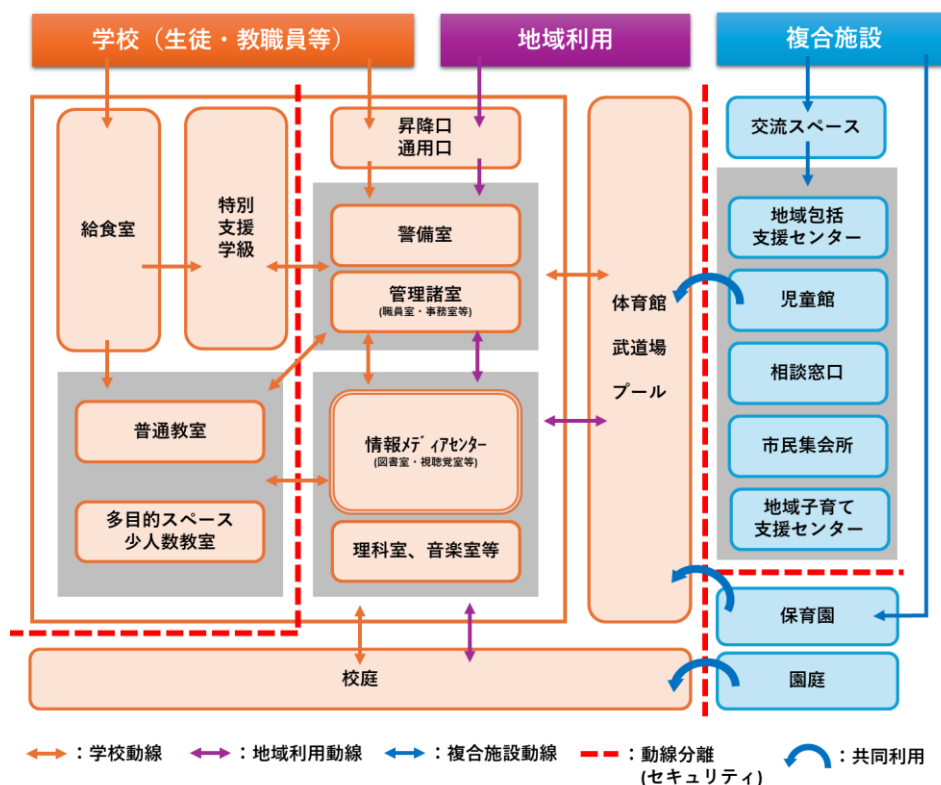 学校（生徒・教職員等）
地域利用
複合施設
給食室
特別
支援
学級
昇降口
通用口
警備室
管理諸室
(職員室・事務室等)
体育館
武道場
プール
交流スペース
地域包括
支援センター
児童館
相談窓口
市民集会所
地域子育て
支援センター
普通教室
多目的スペース
少人数教室
情報ﾒﾃﾞｨｱｾﾝﾀｰ
(図書室・視聴覚室等)
理科室、音楽室等
保育園
校庭
園庭
：学校動線
：地域利用動線
：複合施設動線
：動線分離
(セキュリティ)
：共同利用